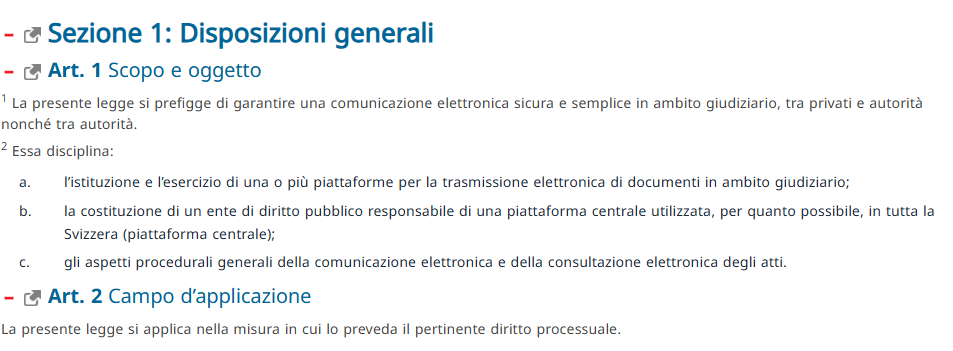 Sezione 1: Disposizioni generali
Art. 1 Scopo e oggetto
1 La presente legge si prefigge di garantire una comunicazione elettronica sicura e semplice in ambito giudiziario, tra privati e autorità
nonché tra autorità.
2 Essa disciplina:
a. l’istituzione e l’esercizio di una o più piattaforme per la trasmissione elettronica di documenti in ambito giudiziario;
b. la costituzione di un ente di diritto pubblico responsabile di una piattaforma centrale utilizzata, per quanto possibile, in tutta la
Svizzera (piattaforma centrale);
c. gli aspetti procedurali generali della comunicazione elettronica e della consultazione elettronica degli atti.
Art. 2 Campo d’applicazione
La presente legge si applica nella misura in cui lo preveda il pertinente diritto processuale.